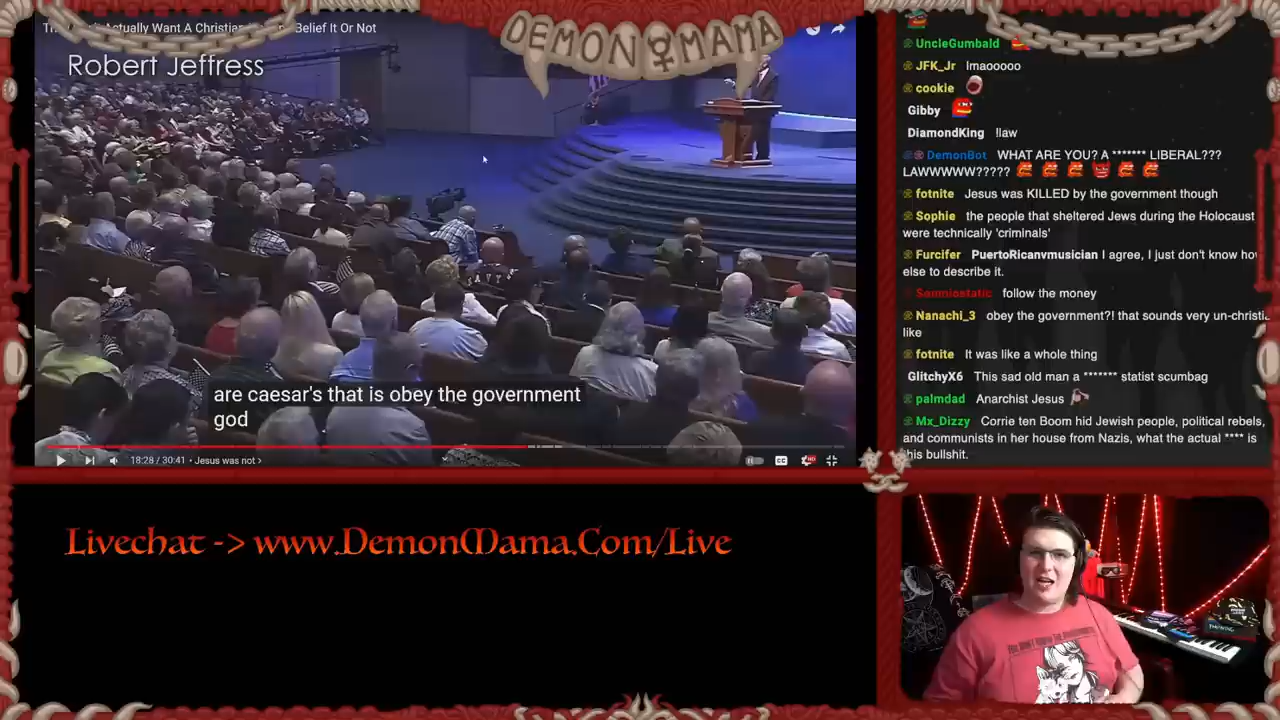 Actually Want A Christian
Belief It Or Not
DEMON MAMA
Robert Jeffress
are caesar's that is obey the government
god
18:28 / 30:41 • Jesus was not ›
CC
HD
UncleGumbald
JFK_Jr lmaooooo
cookie
Gibby
DiamondKing !law
DemonBot WHAT ARE YOU? A ******* LIBERAL???
LAWWWWW?????
fotnite Jesus was KILLED by the government though
Sophie the people that sheltered Jews during the Holocaust
were technically 'criminals'
Furcifer PuertoRicanvmusician I agree, I just don't know how
else to describe it.
Somniostatic follow the money
Nanachi_3 obey the government?! that sounds very un-christ
like
fotnite It was like a whole thing
GlitchyX6 This sad old man a ******* statist scumbag
palmdad Anarchist Jesus
Mx_Dizzy Corrie ten Boom hid Jewish people, political rebels,
and communists in her house from Nazis, what the actual **** is
this bullshit.
Livechat -> www.DemonMama.Com/Live